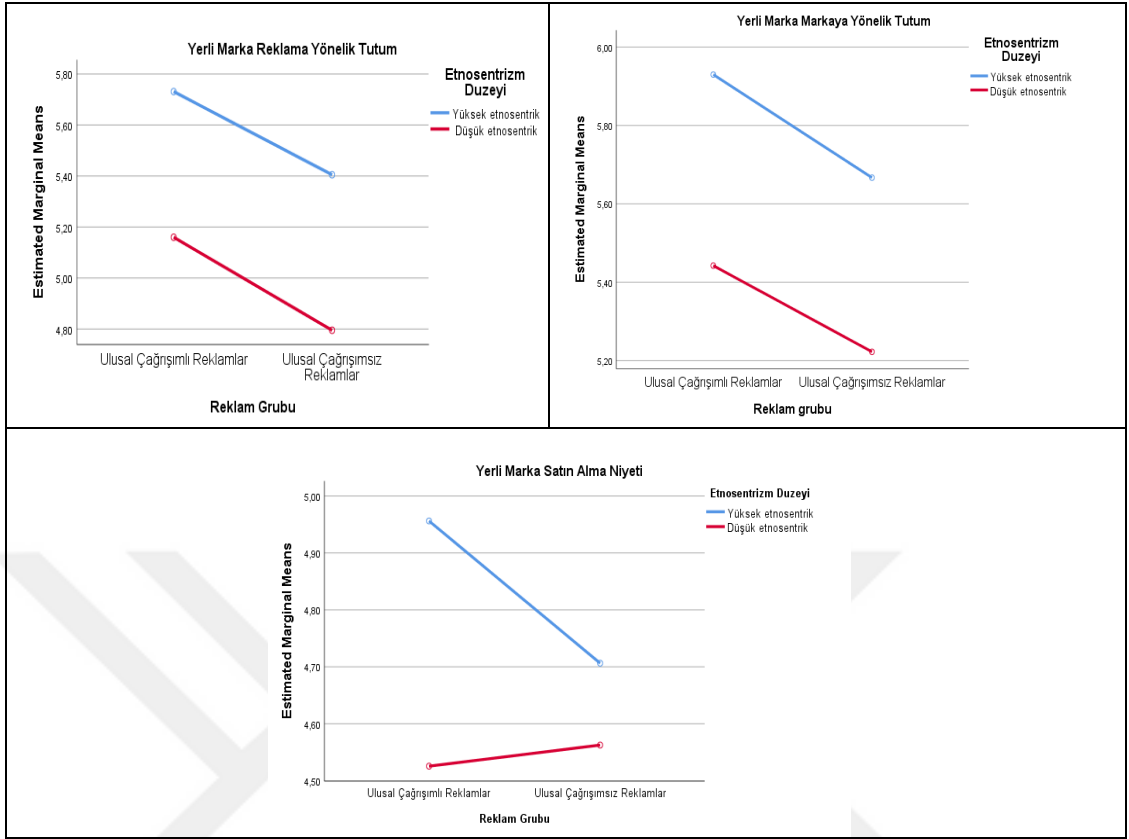 Yerli Marka Reklama Yönelik Tutum
Estimated Marginal Means
5,80
5,60
5,40
5,20
5,00
4,80
Ulusal Çağrışımlı Reklamlar
Ulusal Çağrışımsız
Reklamlar
Reklam Grubu
Etnosentrizm
Duzeyi
Yüksek etnosentrik
Düşük etnosentrik
Yerli Marka Markaya Yönelik Tutum
Estimated Marginal Means
6,00
5,80
5,60
5,40
5,20
Ulusal Çağrışımlı Reklamlar
Ulusal Çağrışımsız Reklamlar
Reklam grubu
Etnosentrizm
Duzeyi
Yüksek etnosentrik
Düşük etnosentrik
Yerli Marka Satın Alma Niyeti
Estimated Marginal Means
5,00
4,90
4,80
4,70
4,60
4,50
Ulusal Çağrışımlı Reklamlar
Ulusal Çağrışımsız Reklamlar
Reklam Grubu
Etnosentrizm Duzeyi
Yüksek etnosentrik
Düşük etnosentrik